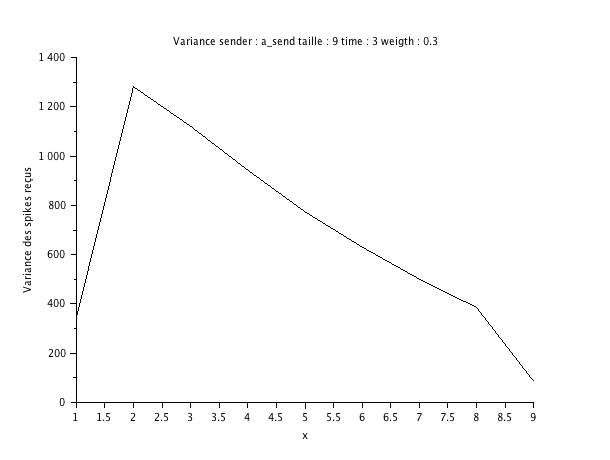 Variance sender : a_send taille : 9 time : 3 weigth : 0.3
Variance des spikes reçus
1 400
1 200
1 000
800
600
400
200
0
1 1.5 2 2.5 3 3.5 4 4.5 5 5.5 6 6.5 7 7.5 8 8.5 9
x